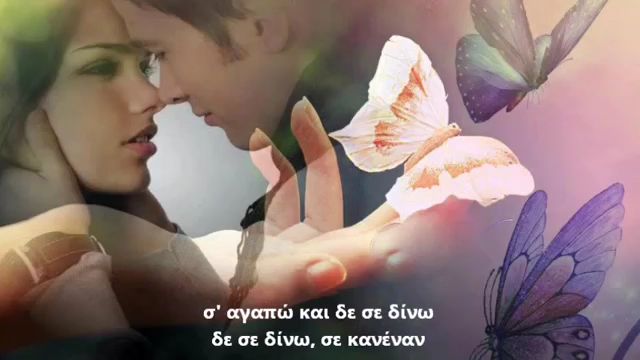 σ' αγαπώ και δε σε δίνω
δε σε δίνω, σε κανέναν